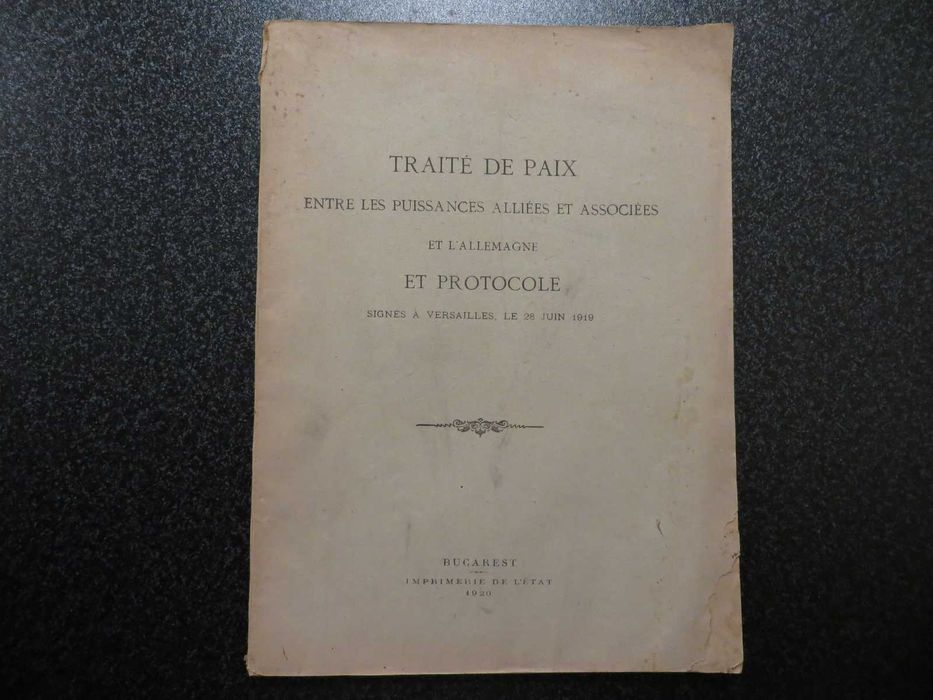 TRAITÉ DE PAIX
ENTRE LES PUISSANCES ALLIÉES ET ASSOCIÉES
ET L'ALLEMAGNE
ET PROTOCOLE
SIGNÉS À VERSAILLES, LE 28 JUIN 1919
BUCAREST
IMPRIMERIE DE L'ÉTAT
1920